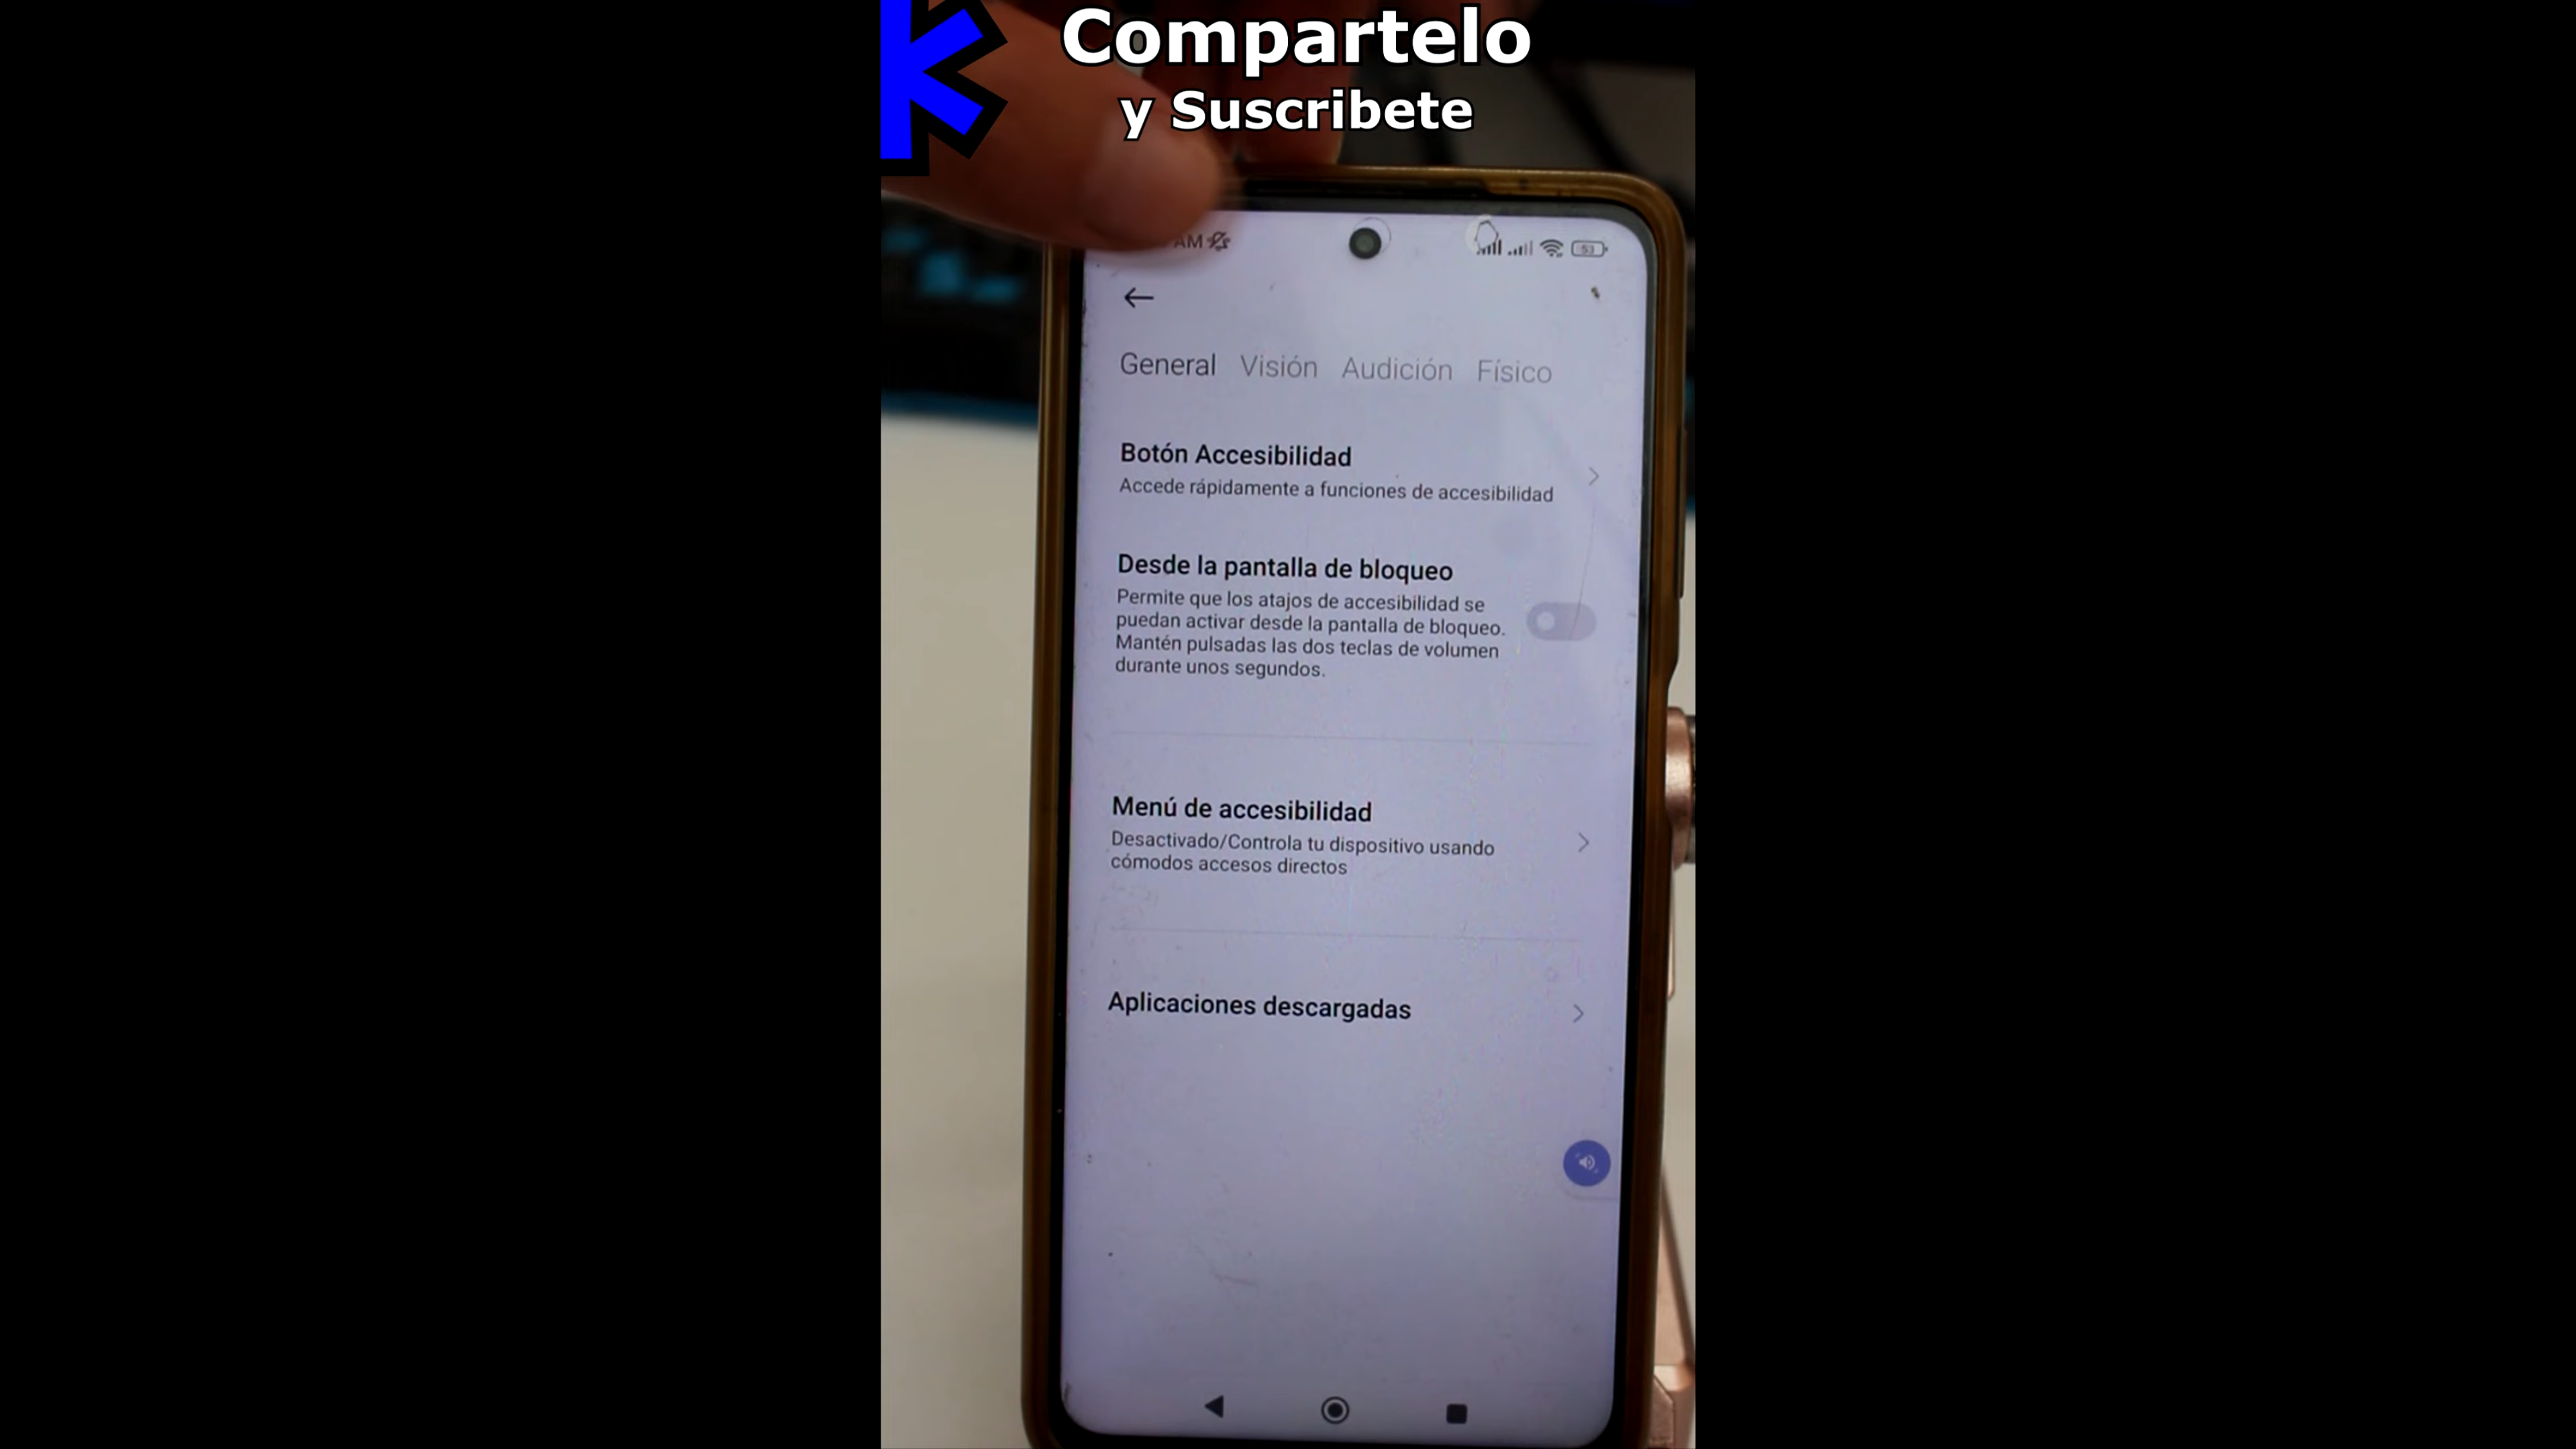 Compartelo
y Suscribete
AM
53
General Visión Audición Físico
Botón Accesibilidad
Accede rápidamente a funciones de accesibilidad
Desde la pantalla de bloqueo
Permite que los atajos de accesibilidad se
puedan activar desde la pantalla de bloqueo.
Mantén pulsadas las dos teclas de volumen
durante unos segundos.
Menú de accesibilidad
Desactivado/Controla tu dispositivo usando
cómodos accesos directos
Aplicaciones descargadas